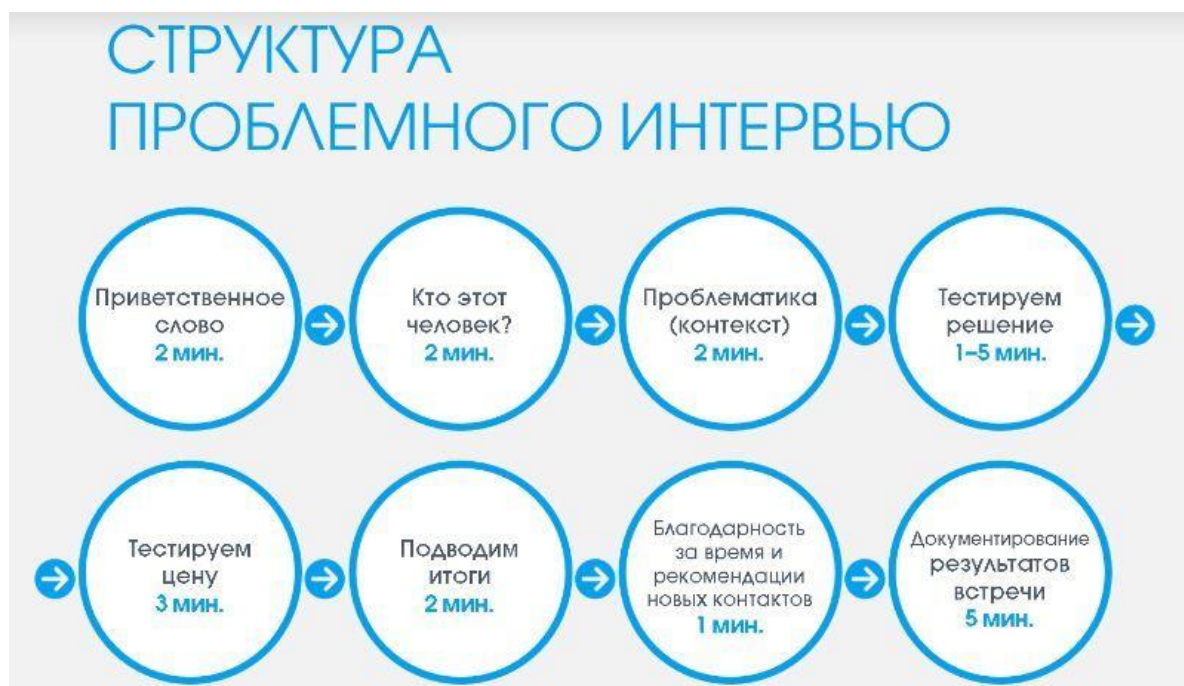 СТРУКТУРА
ПРОБЛЕМНОГО ИНТЕРВЬЮ
Приветственное
слово
2 мин.
Кто этот
человек?
2 мин.
Проблематика
(контекст)
2 мин.
Тестируем
решение
1–5 мин.
Тестируем
цену
3 мин.
Подводим
итоги
2 мин.
Благодарность
за время и
рекомендации
новых контактов
1 мин.
Документирование
результатов
встречи
5 мин.